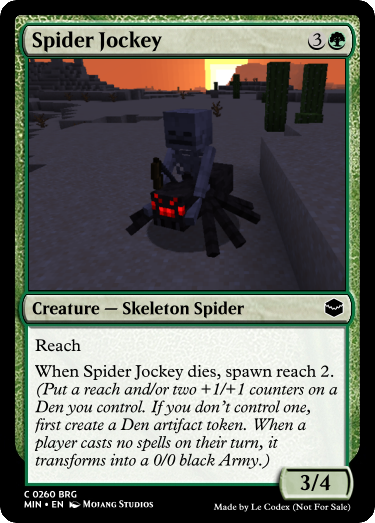 Spider Jockey 3
Creature — Skeleton Spider
Reach
When Spider Jockey dies, spawn reach 2.
(Put a reach and/or two +1/+1 counters on
a Den you control. If you don't control one,
first create a Den artifact token. When a
player casts no spells on their turn, it
transforms into a 0/0 black Army.)
3/4
C 0260 BRG
MIN • EN Mojang Studios
Made by Le Codex (Not For Sale)